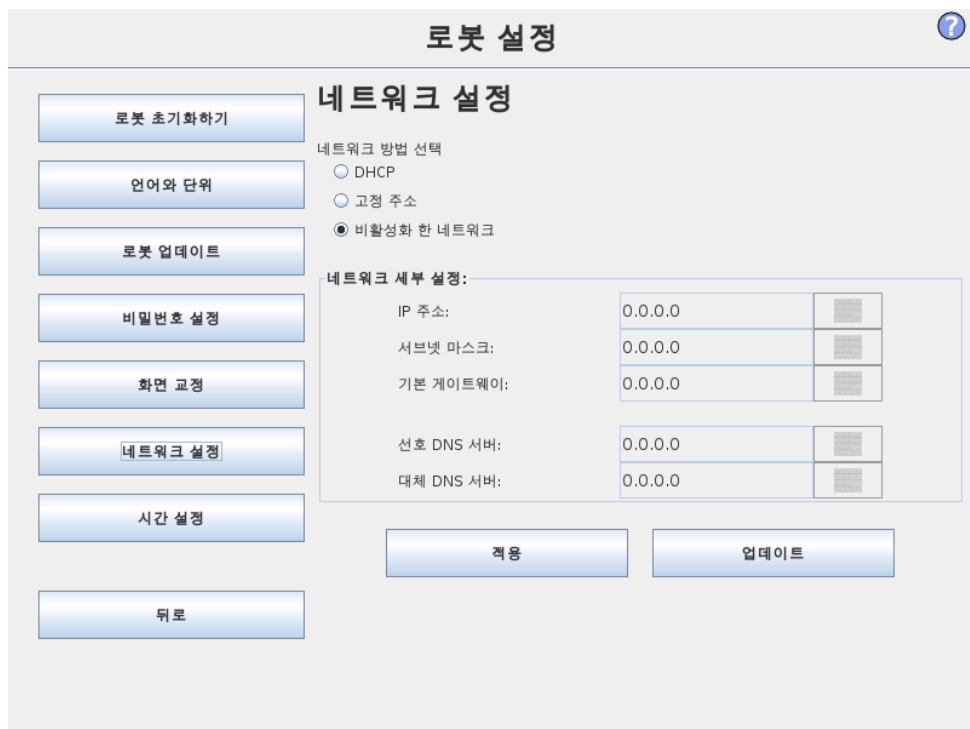 로봇 설정
?
로봇 초기화하기
언어와 단위
로봇 업데이트
비밀번호 설정
화면 교정
네트워크 설정
시간 설정
뒤로
네트워크 설정
네트워크 방법 선택
DHCP
고정 주소
비활성화 한 네트워크
네트워크 세부 설정:
IP 주소: 0.0.0.0
서브넷 마스크: 0.0.0.0
기본 게이트웨이: 0.0.0.0
선호 DNS 서버: 0.0.0.0
대체 DNS 서버: 0.0.0.0
적용 업데이트